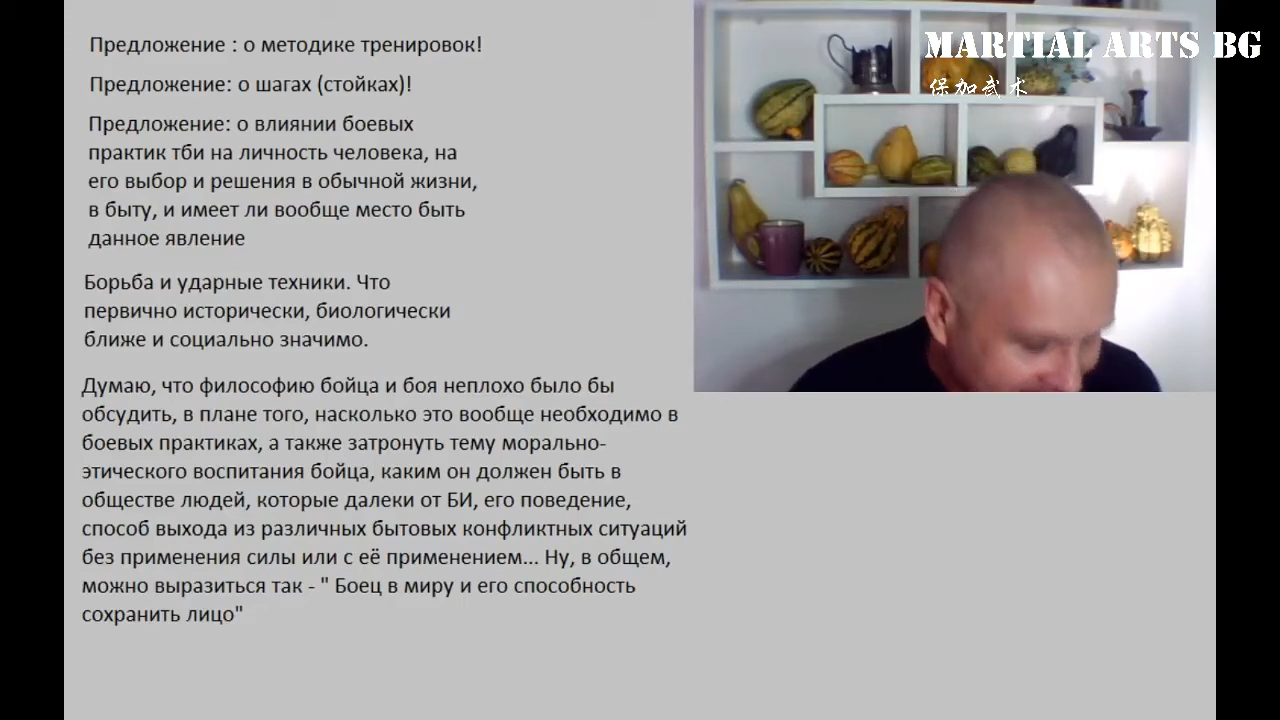 Предложение : о методике тренировок!
Предложение: о шагах (стойках)!
Предложение: о влиянии боевых
практик тби на личность человека, на
его выбор и решения в обычной жизни,
в быту, и имеет ли вообще место быть
данное явление
Борьба и ударные техники. Что
первично исторически, биологически
ближе и социально значимо.
Думаю, что философию бойца и боя неплохо было бы
обсудить, в плане того, насколько это вообще необходимо в
боевых практиках, а также затронуть тему морально-
этического воспитания бойца, каким он должен быть в
обществе людей, которые далеки от БИ, его поведение,
способ выхода из различных бытовых конфликтных ситуаций
без применения силы или с её применением... Ну, в общем,
можно выразиться так - " Боец в миру и его способность
сохранить лицо"
MARTIAL ARTS BG
保加武术